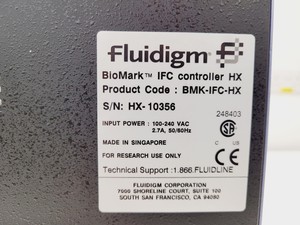 Fluidigm
BioMark™ IFC controller HX
Product Code : BMK-IFC-HX
S/N: HX- 10356
248403
INPUT POWER : 100-240 VAC
2.7A, 50/60Hz
MADE IN SINGAPORE
FOR RESEARCH USE ONLY
Technical Support :1.866.FLUIDLINE
FLUIDIGM CORPORATION
7000 SHORELINE COURT, SUITE 100
SOUTH SAN FRANCISCO, CA 94080